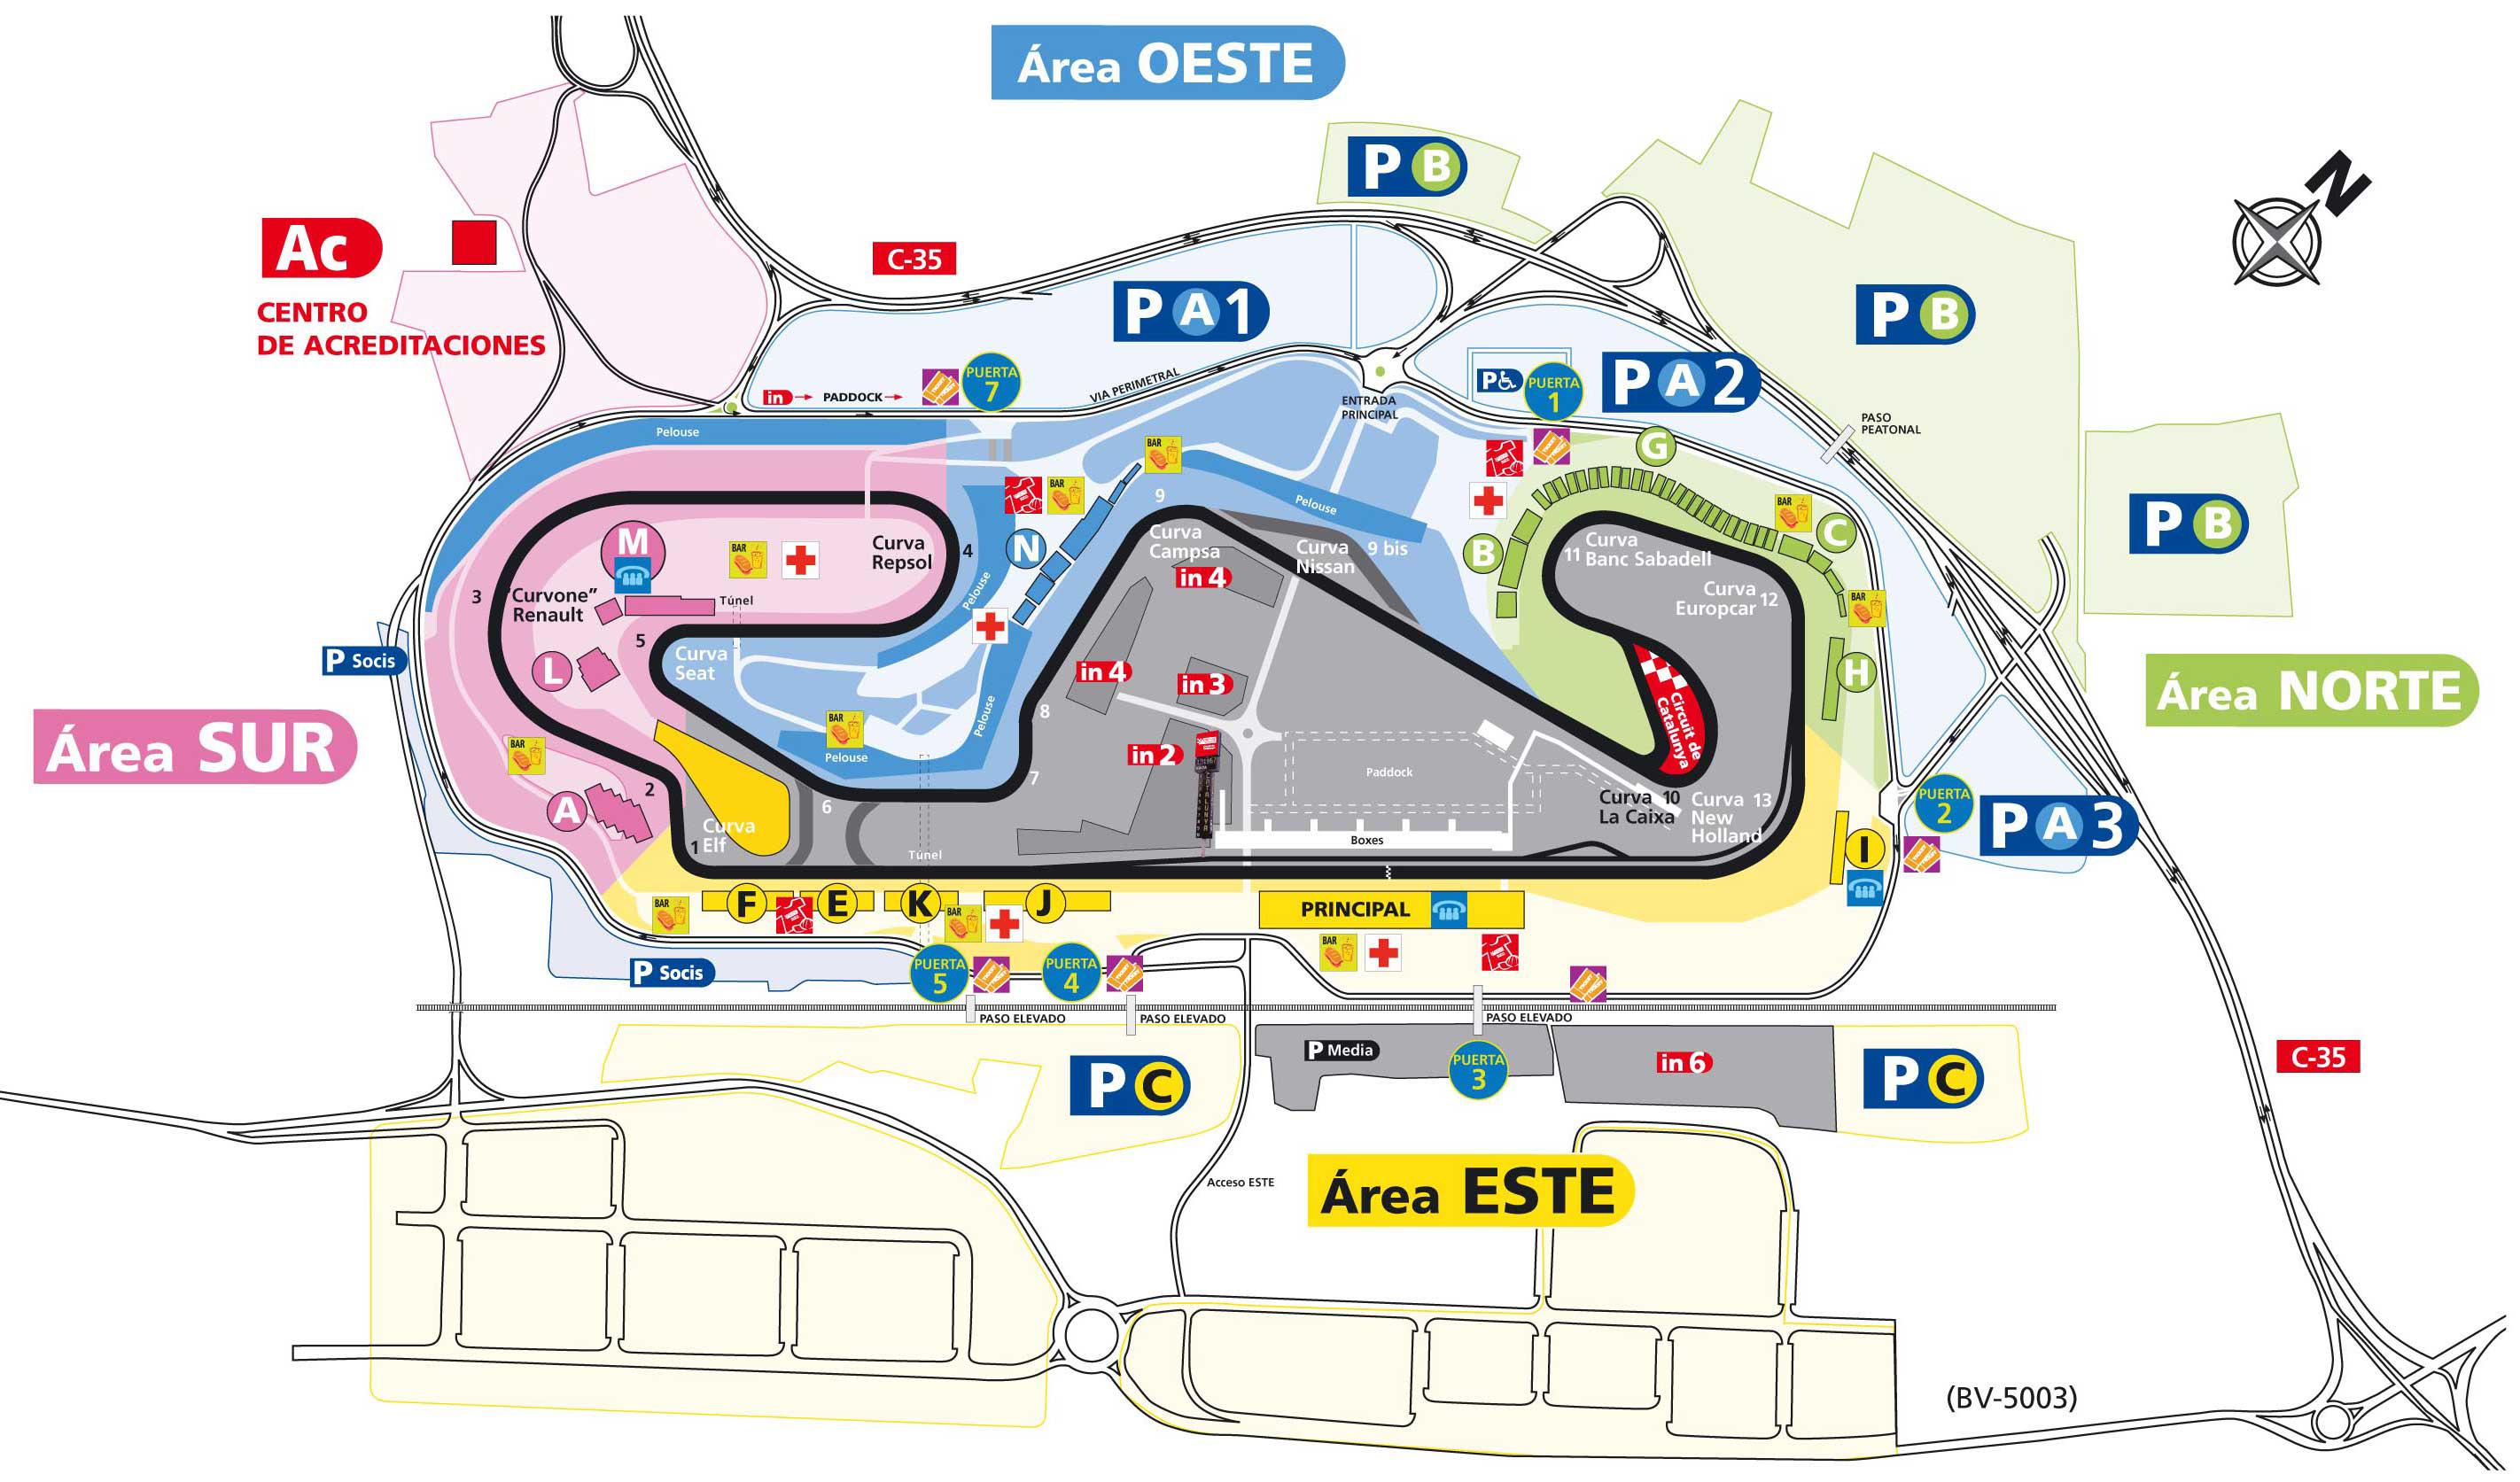 Área OESTE
P B
N
Ac
CENTRO
DE ACREDITACIONES
C-35
P A 1
P B
PUERTA
7
in
PADDOCK
VIA PERIMETRAL
ENTRADA
PRINCIPAL
P
PUERTA
1
P A 2
PASO
PEATONAL
Pelouse
BAR
G
BAR
9
Pelouse
BAR
C
P B
M
BAR
Curva
Repsol
4
N
Curva
Campsa
in 4
Curva
Nissan
9 bis
B
11
Curva
Banc Sabadell
Curva
Europcar
12
BAR
3
"Curvone"
Renault
Túnel
Pelouse
5
P Socis
L
Curva
Seat
in 4
in 3
H
Circuit de
Catalunya
Área NORTE
Área SUR
BAR
BAR
Pelouse
Pelouse
8
in 2
Paddock
7
2
A
6
Curva
La Caixa
10
Curva
New
Holland
13
PUERTA
2
P A 3
1
Curva
Elf
Túnel
Boxes
I
BAR
F
E
K
BAR
J
PRINCIPAL
BAR
P Socis
PUERTA
5
PUERTA
4
PASO ELEVADO
PASO ELEVADO
PASO ELEVADO
P Media
PUERTA
3
in 6
P C
P C
C-35
Acceso ESTE
Área ESTE
(BV-5003)